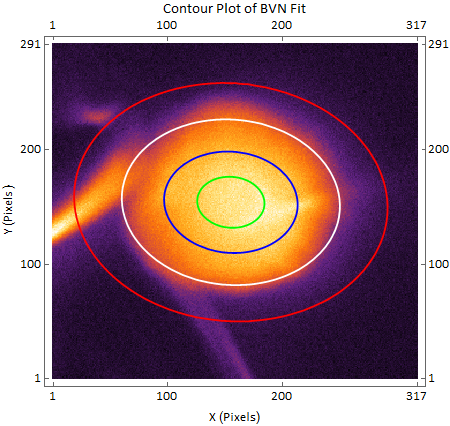 Contour Plot of BVN Fit
1 100 200 317
291 291
200 200
Y (Pixels)
100 100
1 1
1 100 200 317
X (Pixels)